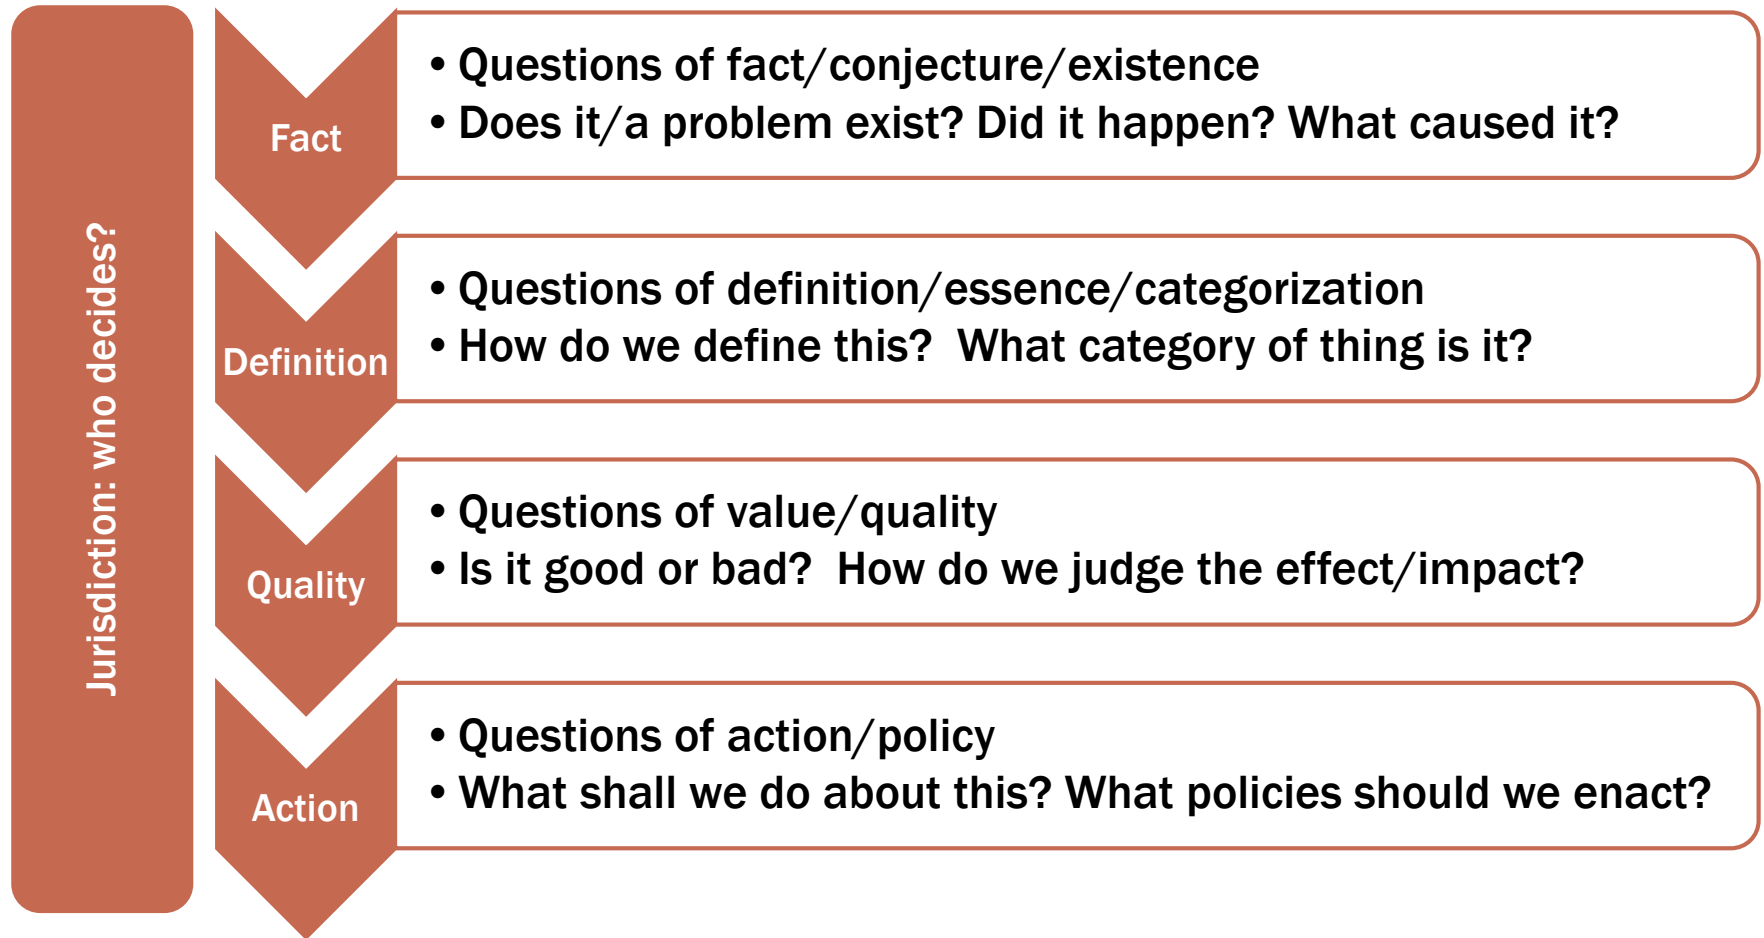 Jurisdiction: who decides?
Fact
• Questions of fact/conjecture/existence
• Does it/a problem exist? Did it happen? What caused it?
Definition
• Questions of definition/essence/categorization
• How do we define this?  What category of thing is it?
Quality
• Questions of value/quality
• Is it good or bad?  How do we judge the effect/impact?
Action
• Questions of action/policy
• What shall we do about this? What policies should we enact?